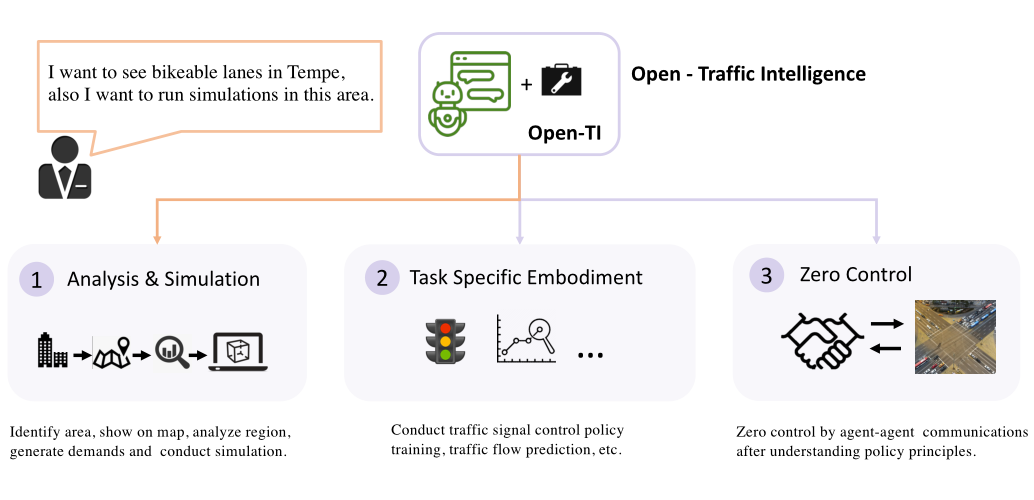 I want to see bikeable lanes in Tempe,
also I want to run simulations in this area.
+
Open-TI
Open - Traffic Intelligence
1 Analysis & Simulation
2 Task Specific Embodiment
3 Zero Control
...
Identify area, show on map, analyze region,
generate demands and conduct simulation.
Conduct traffic signal control policy
training, traffic flow prediction, etc.
Zero control by agent-agent communications
after understanding policy principles.